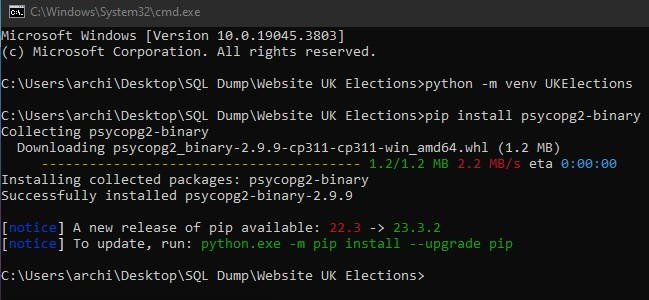 C:\Windows\System32\cmd.exe
Microsoft Windows [Version 10.0.19045.3803]
(c) Microsoft Corporation. All rights reserved.
C:\Users\archi\Desktop\SQL Dump\Website UK Elections>python -m venv UKElections
C:\Users\archi\Desktop\SQL Dump\Website UK Elections>pip install psycopg2-binary
Collecting psycopg2-binary
Downloading psycopg2_binary-2.9.9-cp311-cp311-win_amd64.whl (1.2 MB)
---------------------------------------- 1.2/1.2 MB 2.2 MB/s eta 0:00:00
Installing collected packages: psycopg2-binary
Successfully installed psycopg2-binary-2.9.9
[notice] A new release of pip available: 22.3 -> 23.3.2
[notice] To update, run: python.exe -m pip install --upgrade pip
C:\Users\archi\Desktop\SQL Dump\Website UK Elections>